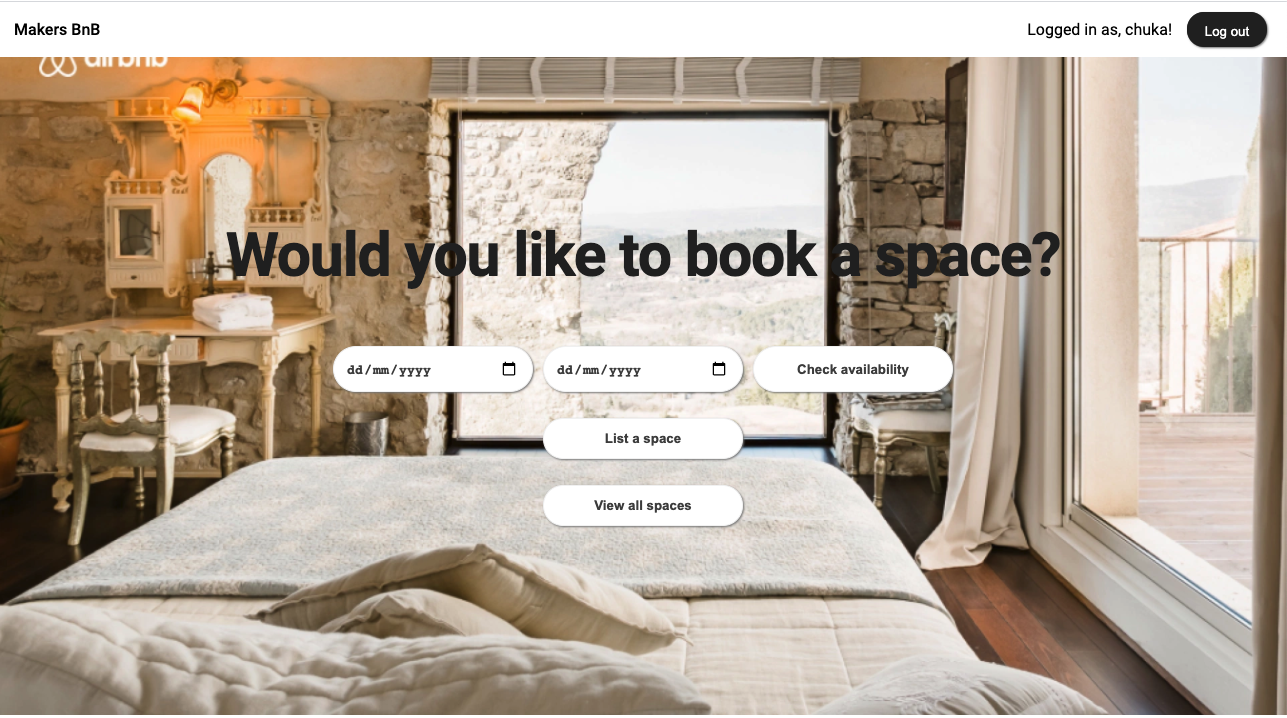 Makers BnB
Logged in as, chuka!
Log out
airbnb
Would you like to book a space?
dd/mm/yyyy
dd/mm/yyyy
Check availability
List a space
View all spaces